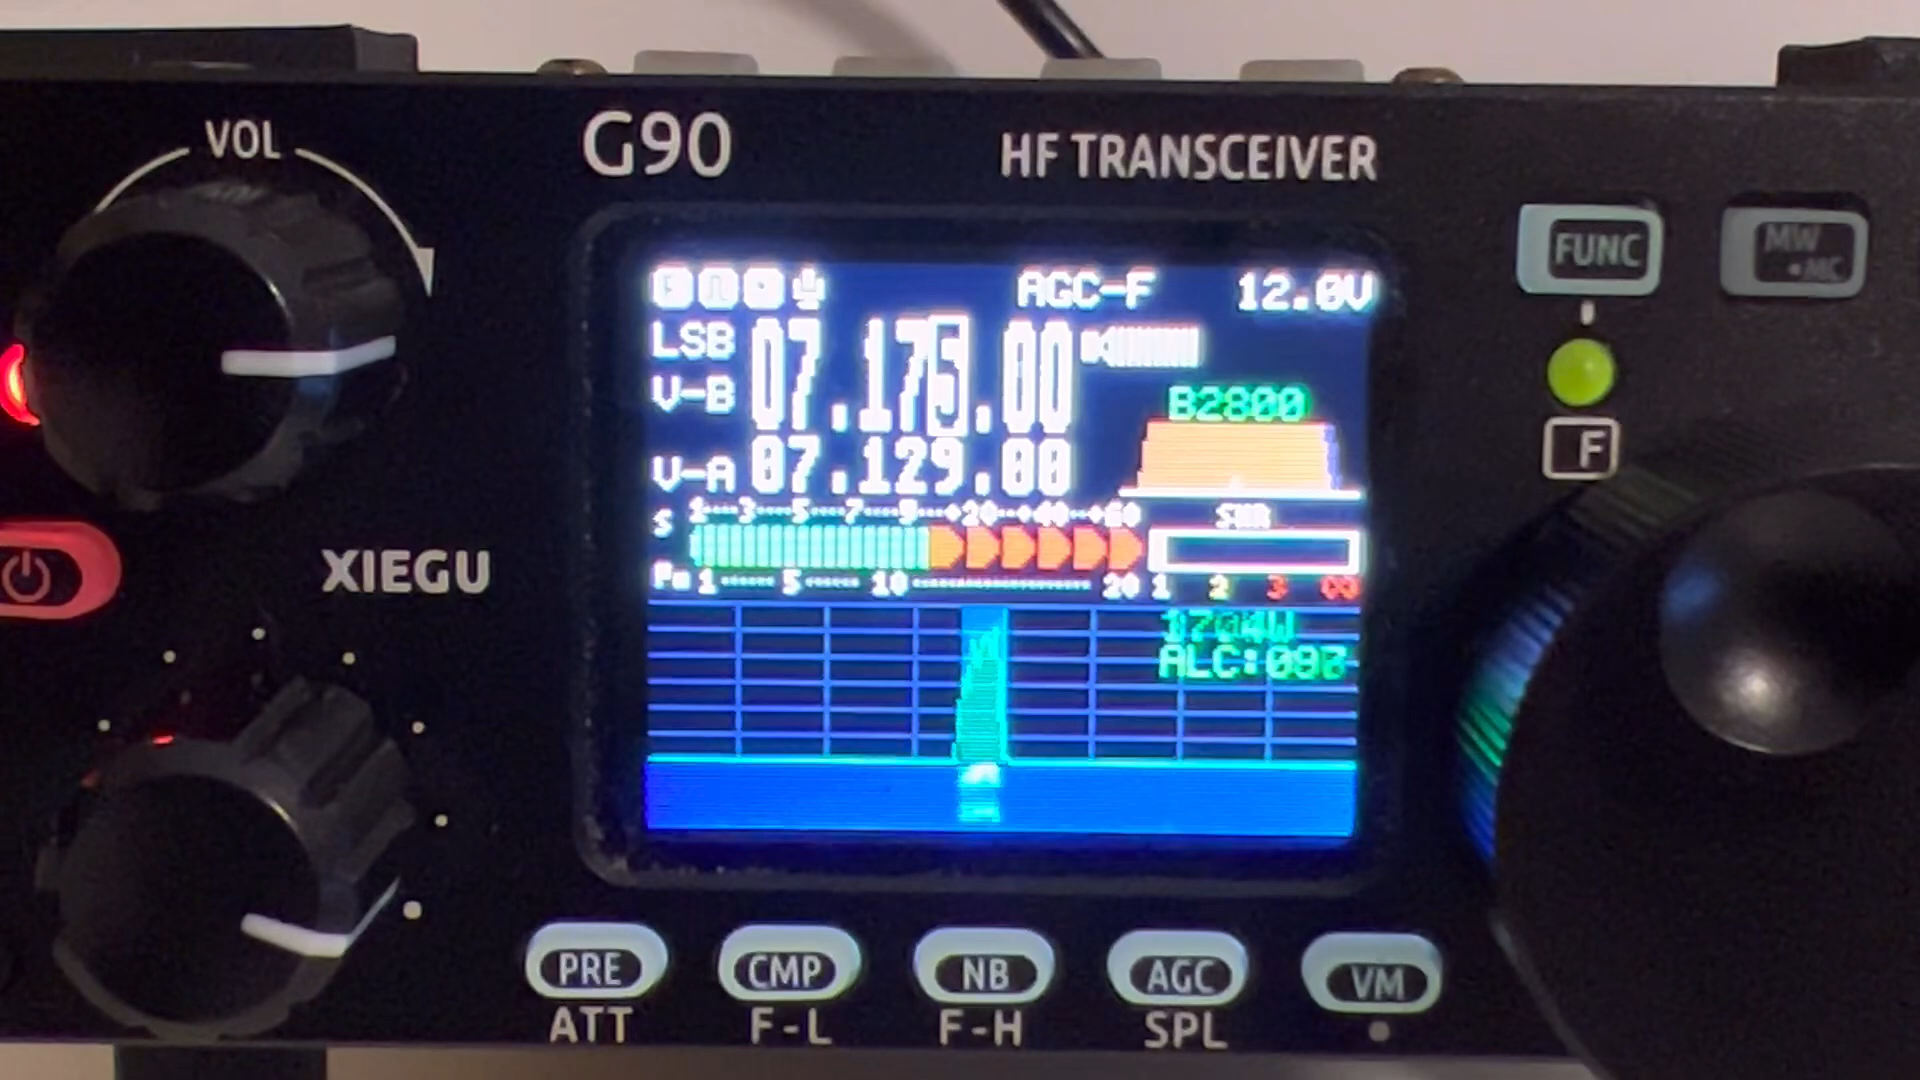 VOL
G90
HF TRANSCEIVER
FUNC
MW
•MC
AGC-F 12.0V
LSB 07.175.00
V-B
B2800
V-A 07.129.00
S 1 3 5 7 9 +20 +40 +60 SWR
1 5 10 20 1 2 3 ∞
ALC:
F
XIEGU
PRE CMP NB AGC VM
ATT F-L F-H SPL